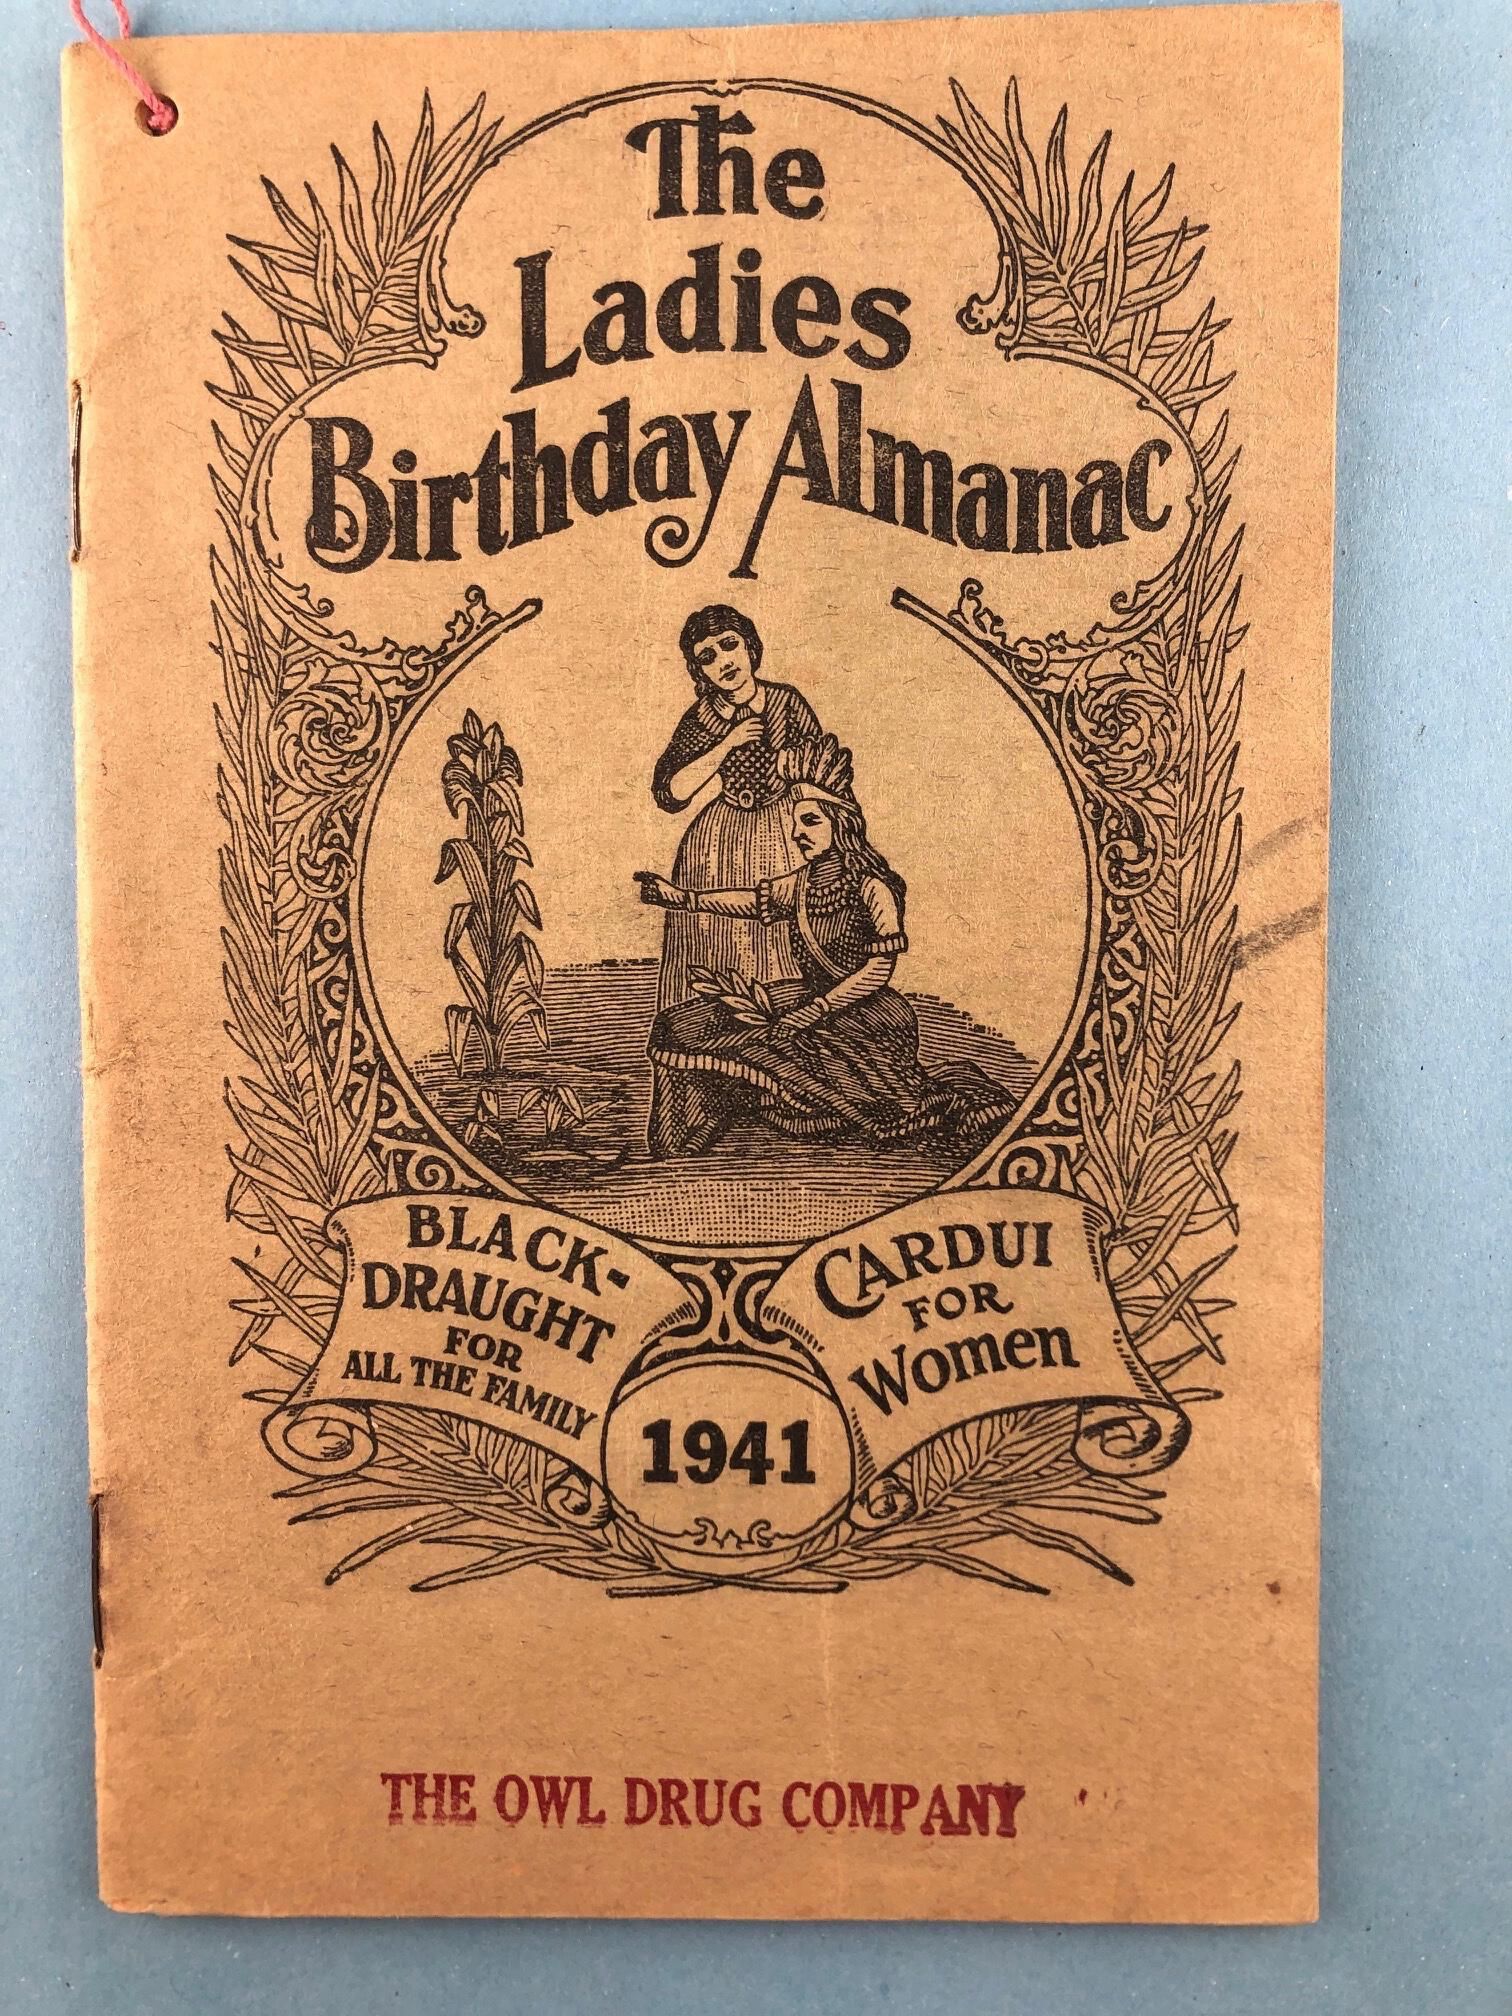 The
Ladies
Birthday Almanac
BLACK-
DRAUGHT
FOR
ALL THE FAMILY
CARDUI
FOR
Women
1941
THE OWL DRUG COMPANY